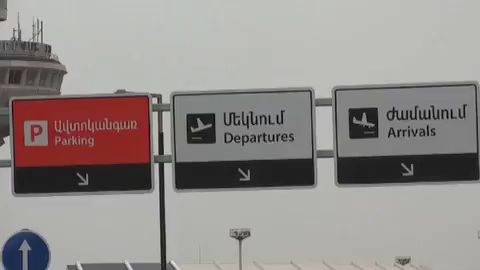 P
Ավտոկանգառ
Parking
Մեկնում
Departures
Ժամանում
Arrivals